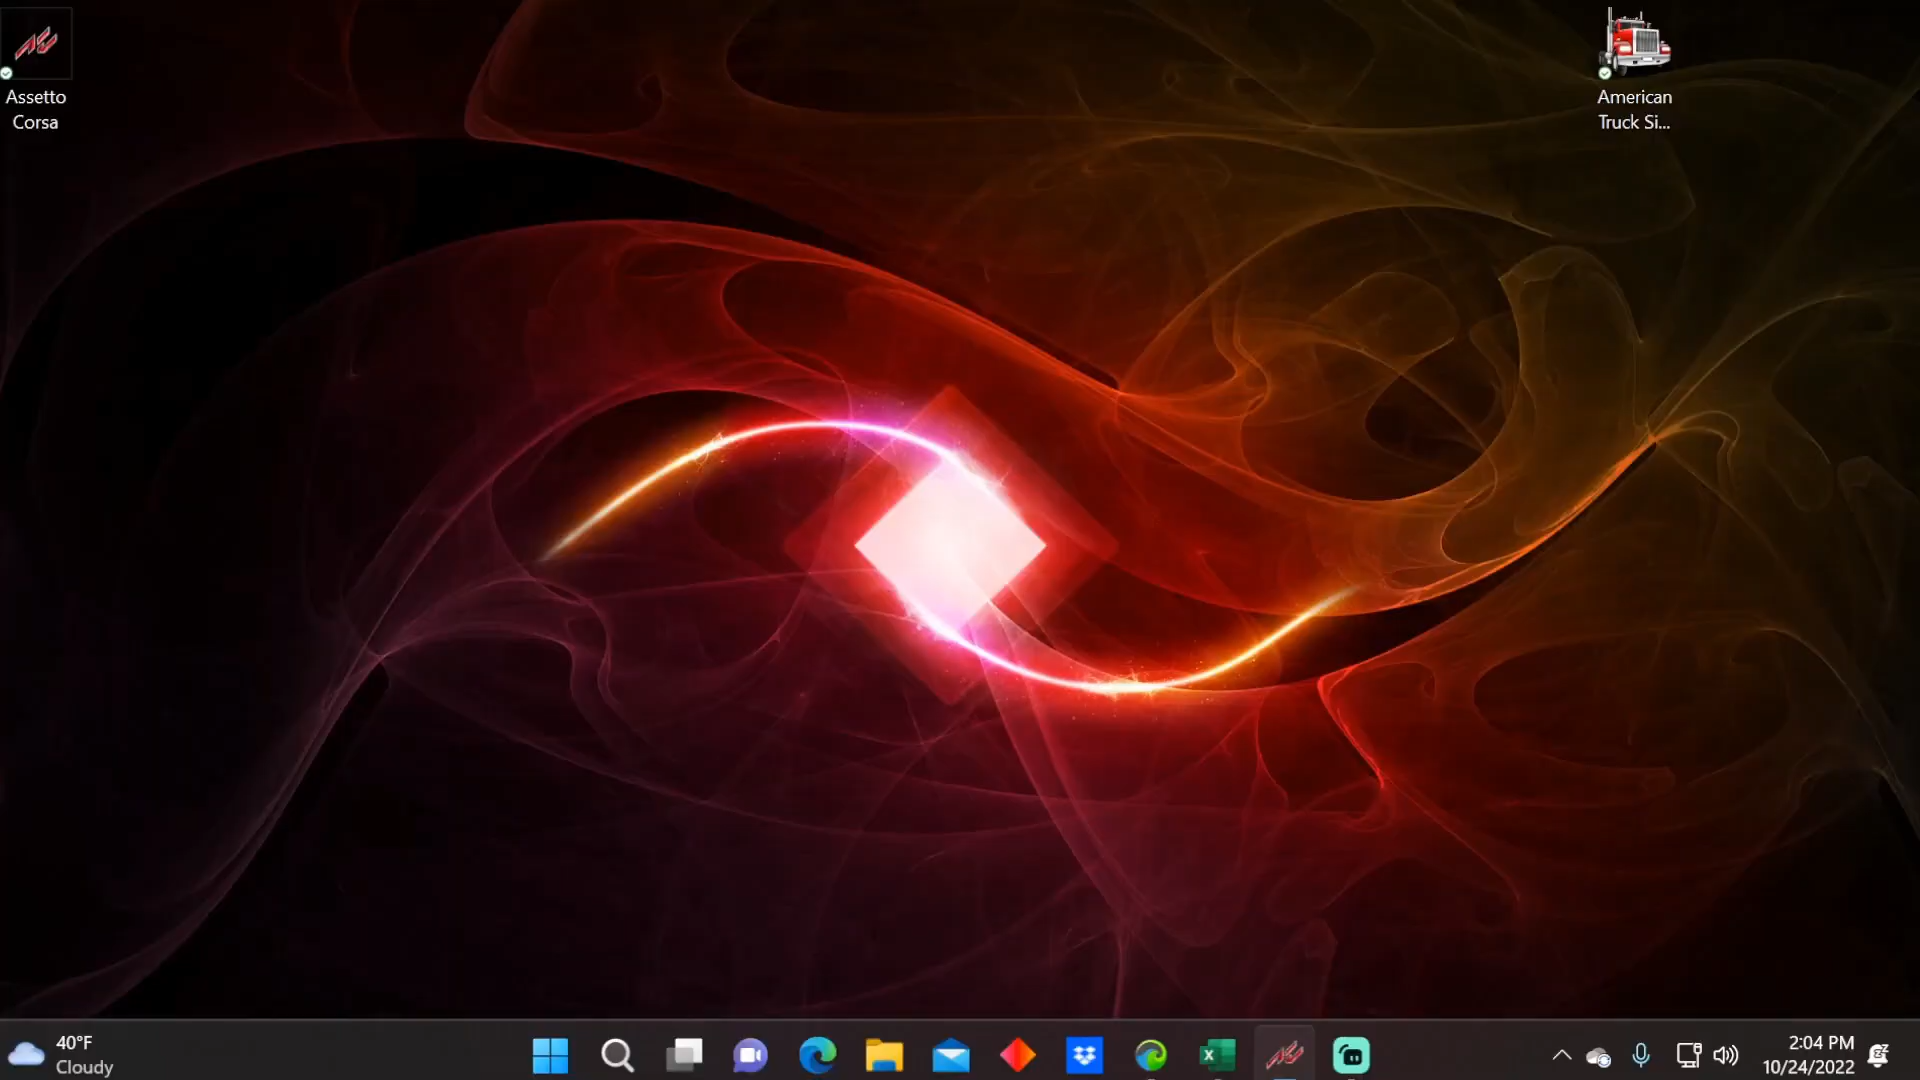 Assetto
Corsa
American
Truck Si...
40°F
Cloudy
2:04 PM
10/24/2022